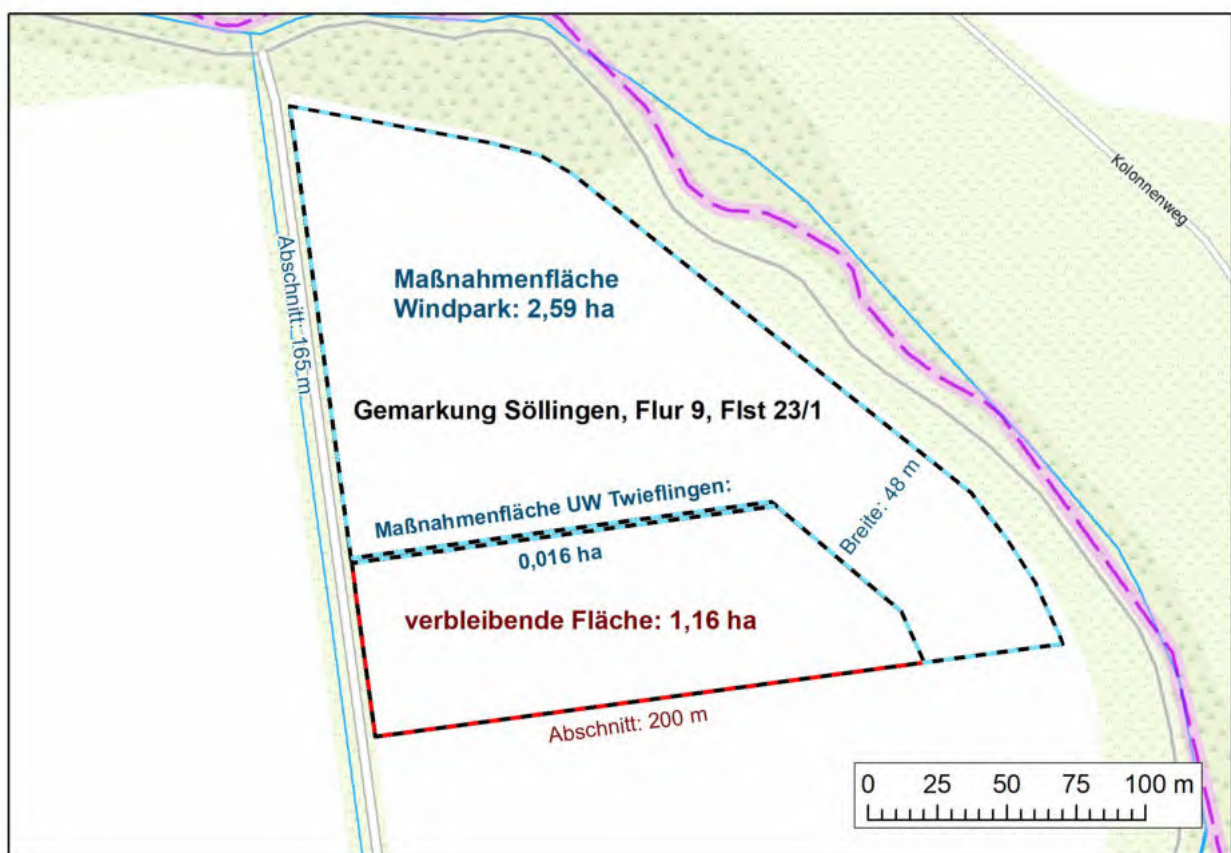 Kolonnenweg
Abschnitt: 165 m
Maßnahmenfläche
Windpark: 2,59 ha
Gemarkung Söllingen, Flur 9, Flst 23/1
Maßnahmenfläche UW Twieflingen:
0,016 ha
Breite: 48 m
verbleibende Fläche: 1,16 ha
Abschnitt: 200 m
0 25 50 75 100 m